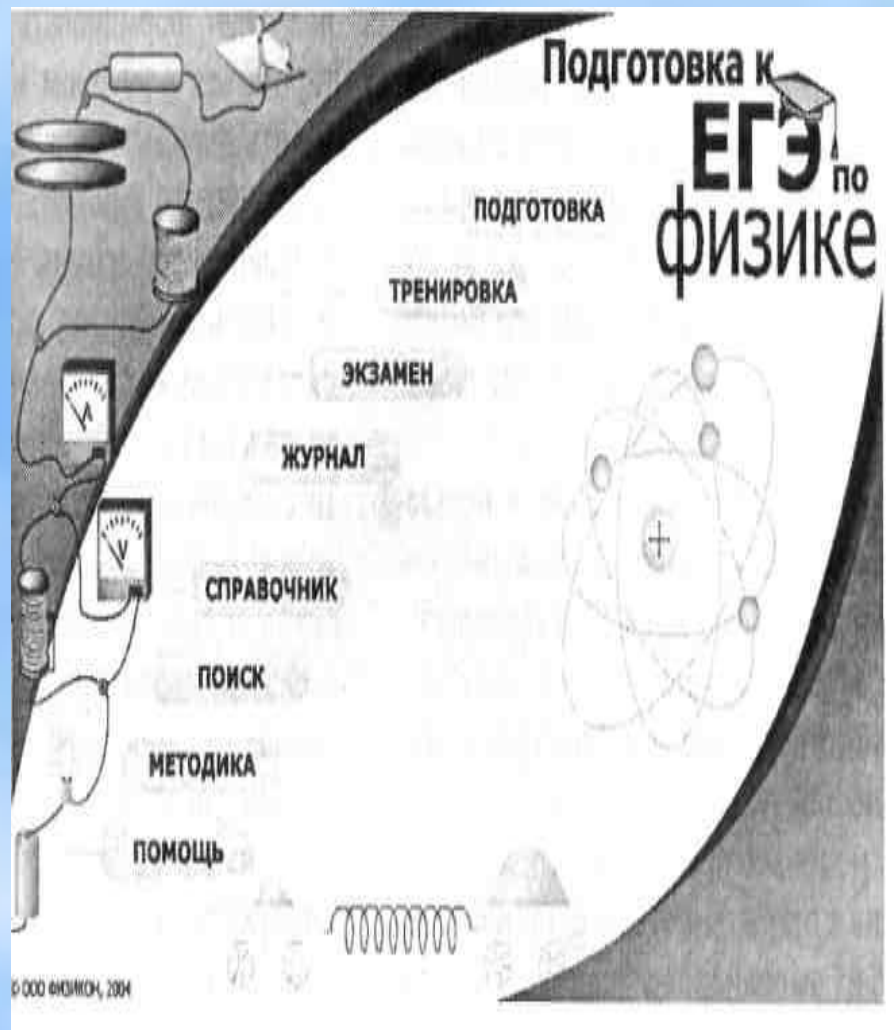 Подготовка к
ЕГЭ по
физике
ПОДГОТОВКА
ТРЕНИРОВКА
ЭКЗАМЕН
ЖУРНАЛ
СПРАВОЧНИК
ПОИСК
МЕТОДИКА
ПОМОЩЬ
A
V
+
© ООО ФИЗИКОН, 2004